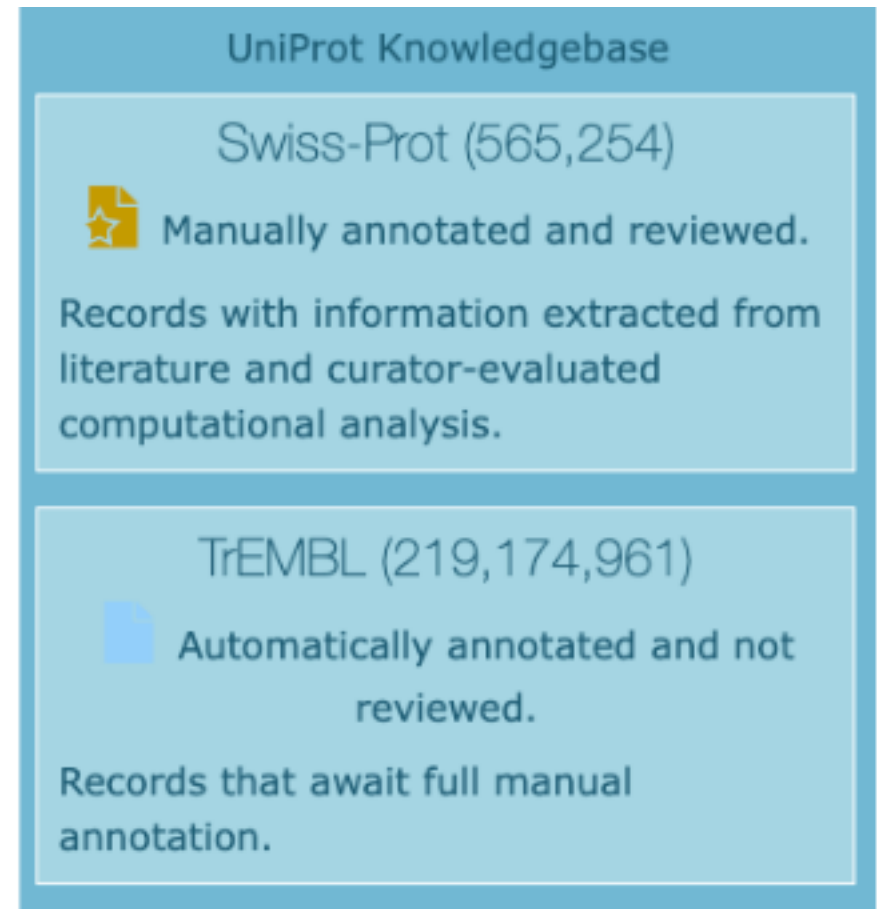 UniProt Knowledgebase
Swiss-Prot (565,254)
Manually annotated and reviewed.
Records with information extracted from
literature and curator-evaluated
computational analysis.
TrEMBL (219,174,961)
Automatically annotated and not
reviewed.
Records that await full manual
annotation.